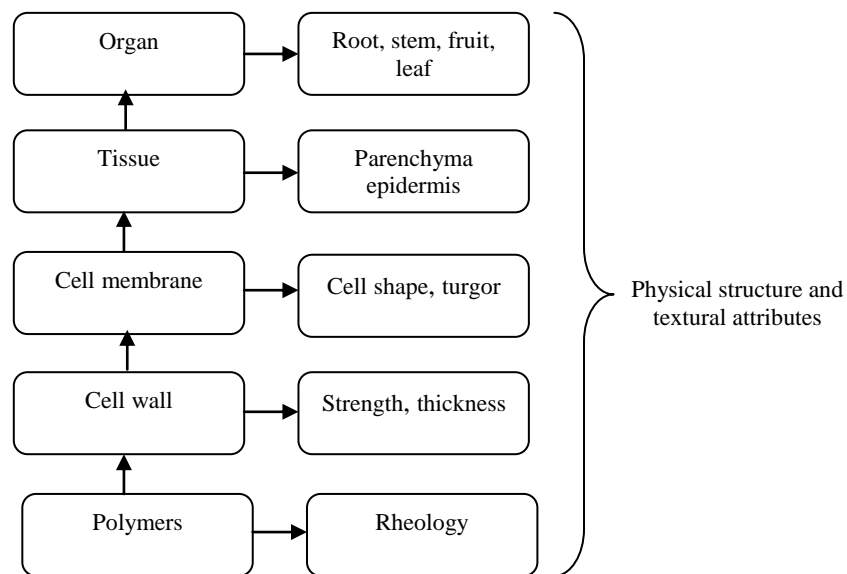 Organ
Root, stem, fruit,
leaf
Tissue
Parenchyma
epidermis
Cell membrane
Cell shape, turgor
Physical structure and
textural attributes
Cell wall
Strength, thickness
Polymers
Rheology